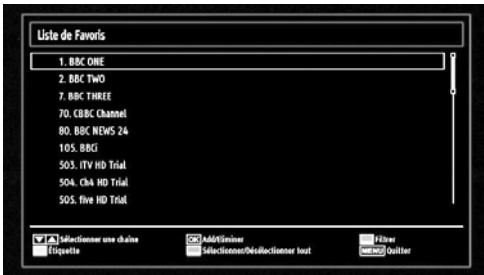 Liste de Favoris
1. BBC ONE
2. BBC TWO
7. BBC THREE
70. CBBC Channel
80. BBC NEWS 24
105. BBCi
503. ITV HD Trial
504. Ch4 HD Trial
505. five HD Trial
Sélectionner une chaîne OK Add/Eliminer Filtrer
Étiquette Sélectionner/Désélectionner tout MENU Quitter